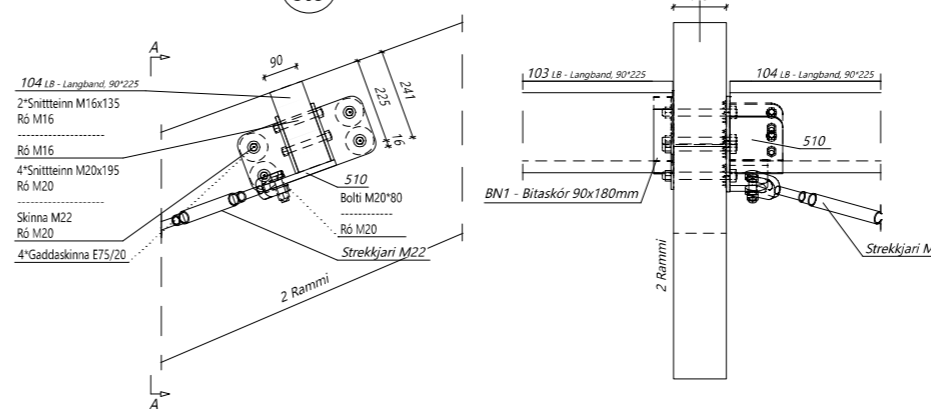 A
90
241
225
16
104 LB - Langband, 90*225
2*Snittteinn M16x135
Ró M16
Ró M16
4*Snittteinn M20x195
Ró M20
Skinna M22
Ró M20
4*Gaddaskinna E75/20
510
Bolti M20*80
Ró M20
Strekkjari M22
2 Rammi
A
103 LB - Langband, 90*225
104 LB - Langband, 90*225
510
BN1 - Bitaskór 90x180mm
2 Rammi
Strekkjari M